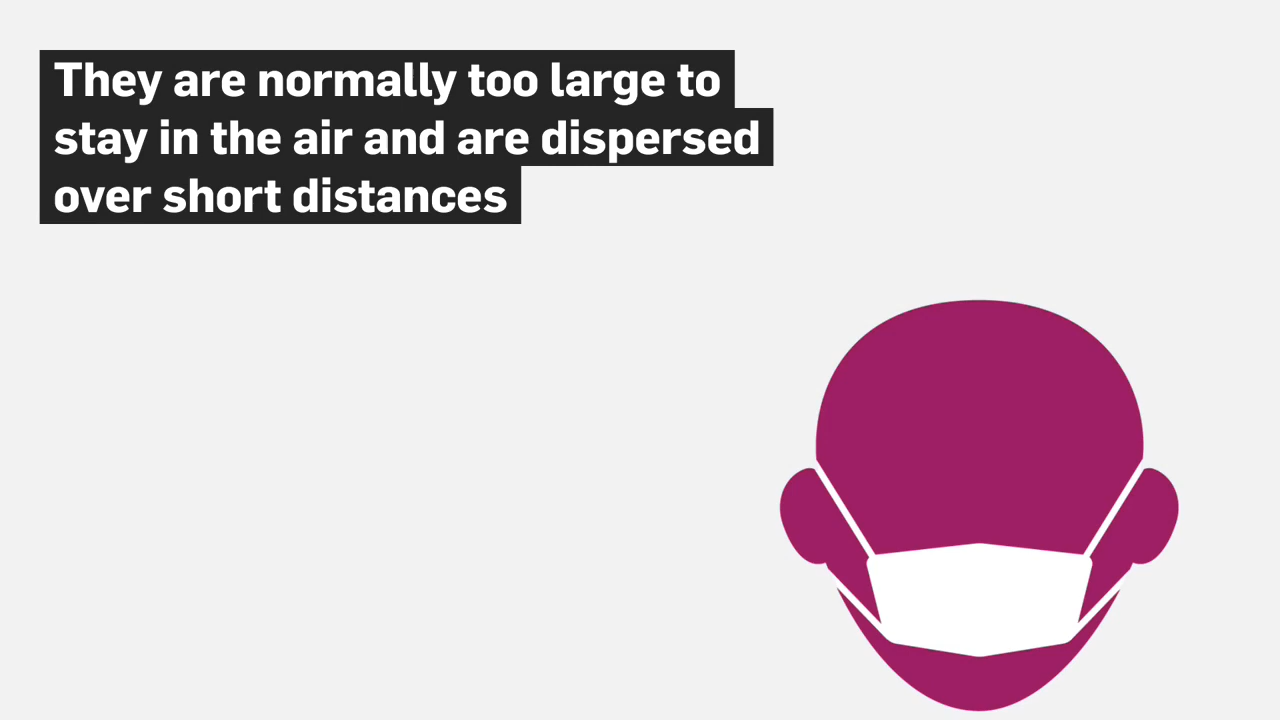 They are normally too large to
stay in the air and are dispersed
over short distances